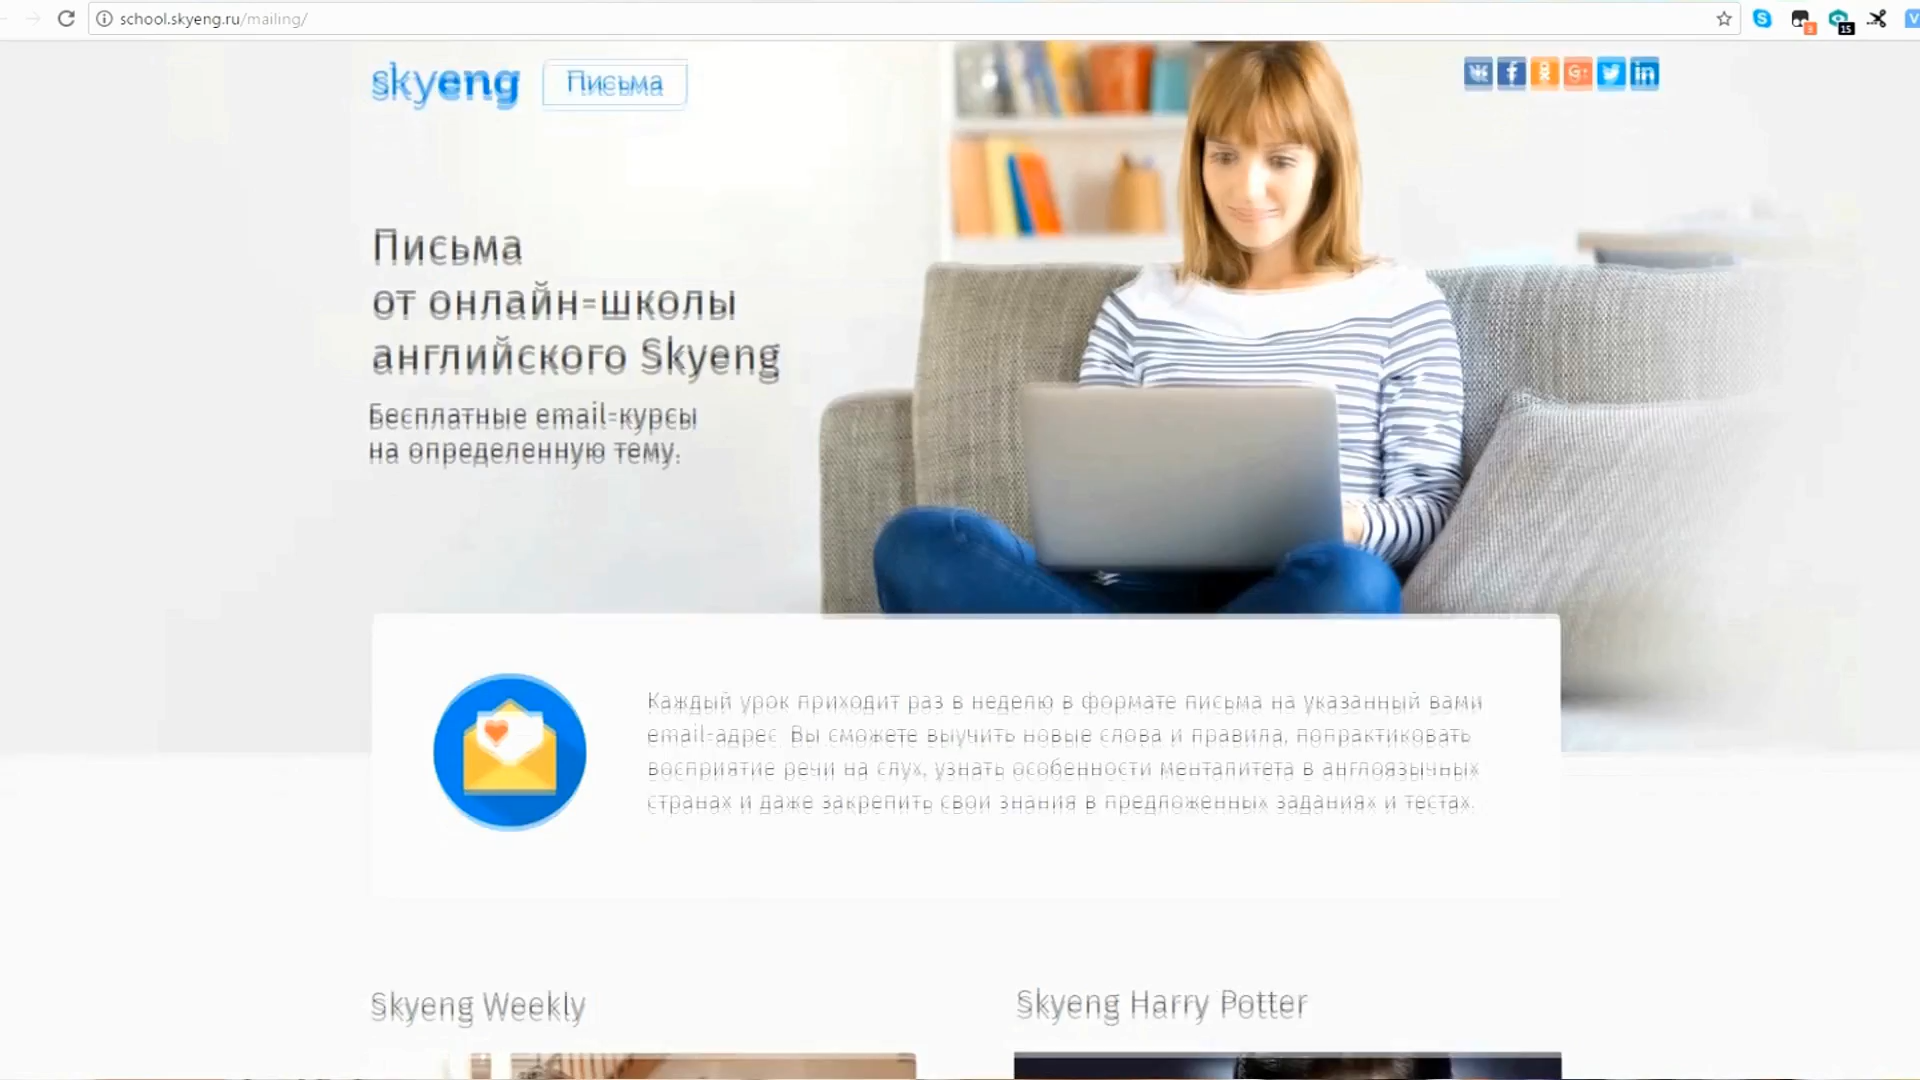 school.skyeng.ru/mailing/
3
15
skyeng
Письма
Письма
от онлайн-школы
английского Skyeng
Бесплатные email-курсы
на определенную тему.
Каждый урок приходит раз в неделю в формате письма на указанный вами
email-адрес. Вы сможете выучить новые слова и правила, попрактиковать
восприятие речи на слух, узнать особенности менталитета в англоязычных
странах и даже закрепить свои знания в предложенных заданиях и тестах.
Skyeng Weekly
Skyeng Harry Potter